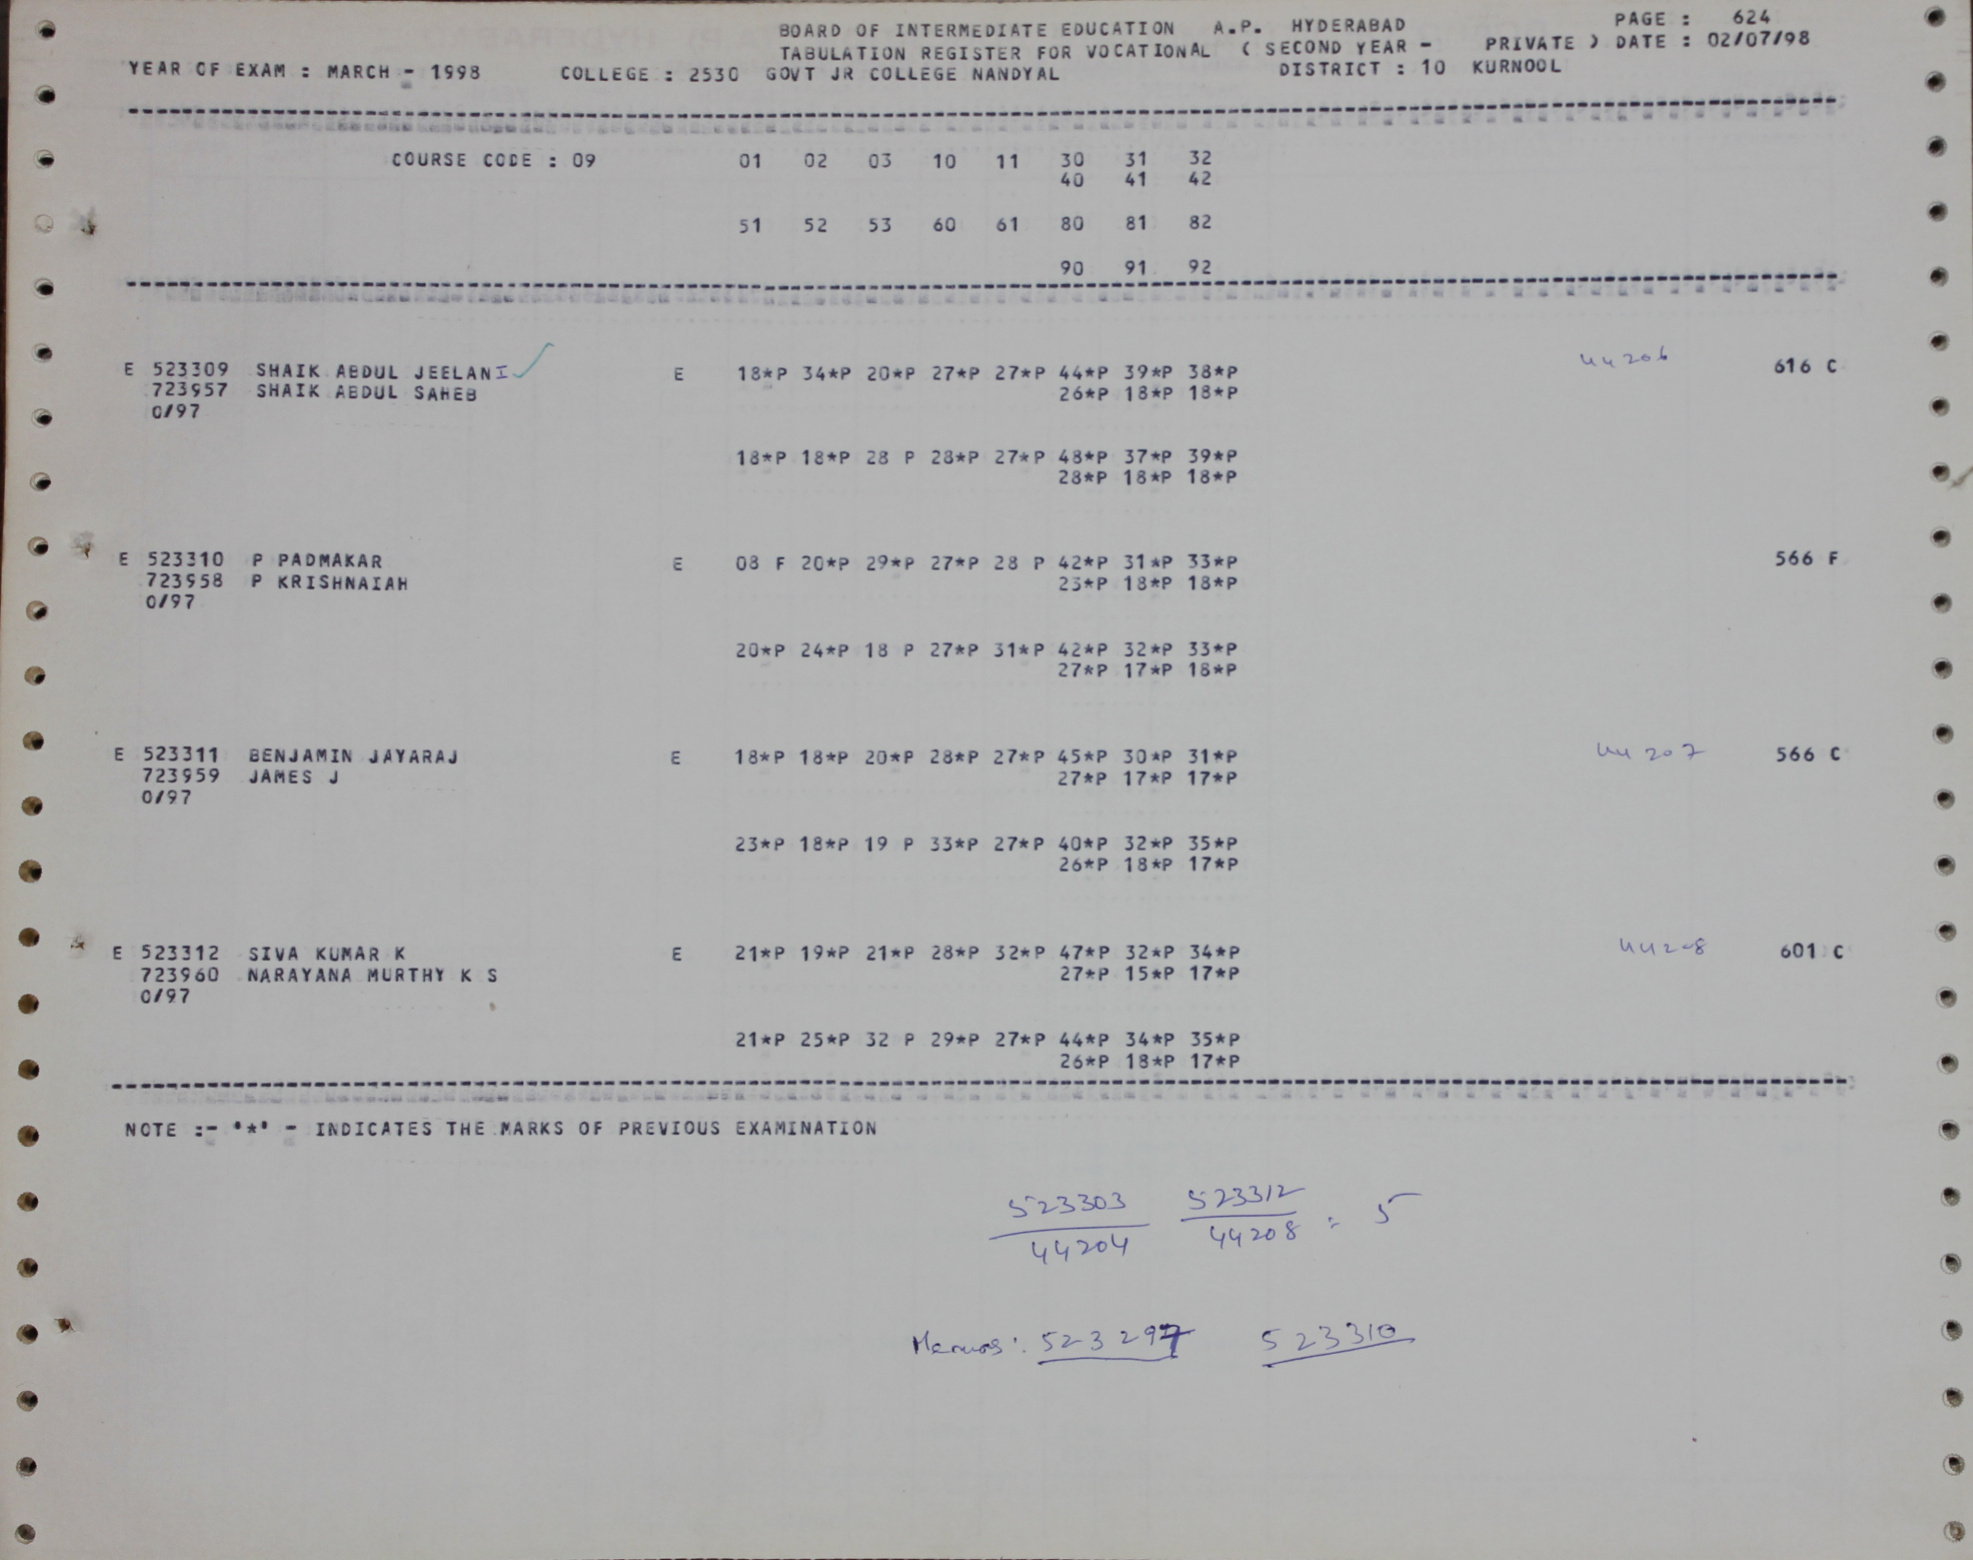 BOARD OF INTERMEDIATE EDUCATION A.P. HYDERABAD PAGE : 624
TABULATION REGISTER FOR VOCATIONAL ( SECOND YEAR - PRIVATE ) DATE : 02/07/98
YEAR OF EXAM : MARCH - 1998 COLLEGE : 2530 GOVT JR COLLEGE NANDYAL DISTRICT : 10 KURNOOL
COURSE CODE : 09 01 02 03 10 11 30 31 32
40 41 42
51 52 53 60 61 80 81 82
90 91 92
E 523309 SHAIK ABDUL JEELANI E 18*P 34*P 20*P 27*P 27*P 44*P 39*P 38*P 44206 616 C
723957 SHAIK ABDUL SAHEB 26*P 18*P 18*P
0/97
18*P 18*P 28 P 28*P 27*P 48*P 37*P 39*P
28*P 18*P 18*P
E 523310 P PADMAKAR E 08 F 20*P 29*P 27*P 28 P 42*P 31*P 33*P 566 F
723958 P KRISHNAIAH 23*P 18*P 18*P
0/97
20*P 24*P 18 P 27*P 31*P 42*P 32*P 33*P
27*P 17*P 18*P
E 523311 BENJAMIN JAYARAJ E 18*P 18*P 20*P 28*P 27*P 45*P 30*P 31*P 44207 566 C
723959 JAMES J 27*P 17*P 17*P
0/97
23*P 18*P 19 P 33*P 27*P 40*P 32*P 35*P
26*P 18*P 17*P
E 523312 SIVA KUMAR K E 21*P 19*P 21*P 28*P 32*P 47*P 32*P 34*P 44208 601 C
723960 NARAYANA MURTHY K S 27*P 15*P 17*P
0/97
21*P 25*P 32 P 29*P 27*P 44*P 34*P 35*P
26*P 18*P 17*P
NOTE :- '*' - INDICATES THE MARKS OF PREVIOUS EXAMINATION
523303 523312
44204 44208 = 5
523297 523310